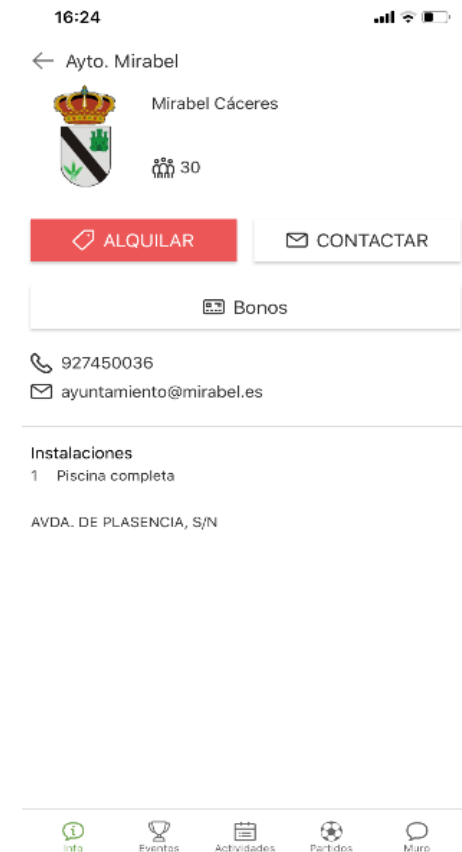 16:24
Ayto. Mirabel
Mirabel Cáceres
30
ALQUILAR
CONTACTAR
Bonos
927450036
ayuntamiento@mirabel.es
Instalaciones
1 Piscina completa
AVDA. DE PLASENCIA, S/N
Info Eventos Actividades Partidos Muro